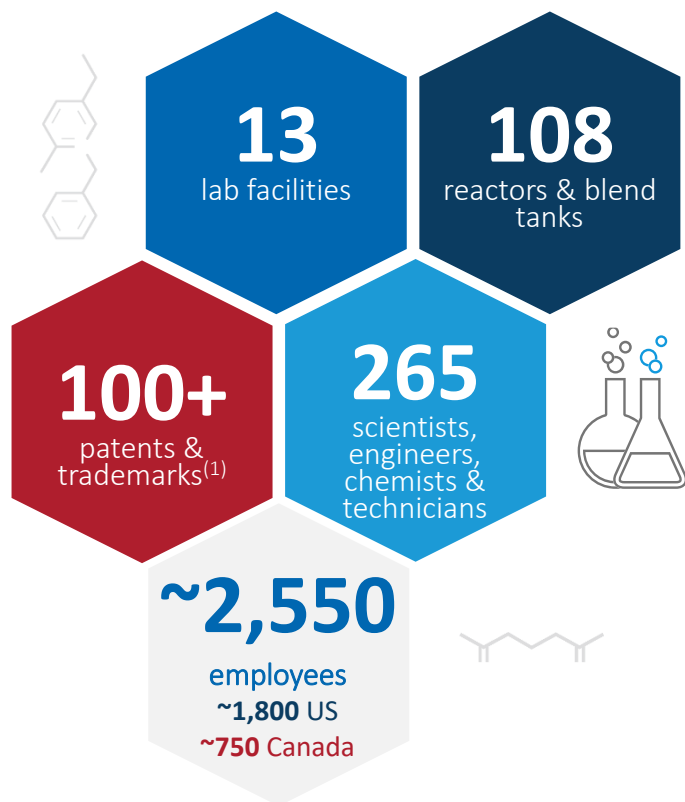 13
lab facilities
108
reactors & blend
tanks
100+
patents &
trademarks(1)
265
scientists,
engineers,
chemists &
technicians
~2,550
employees
~1,800 US
~750 Canada